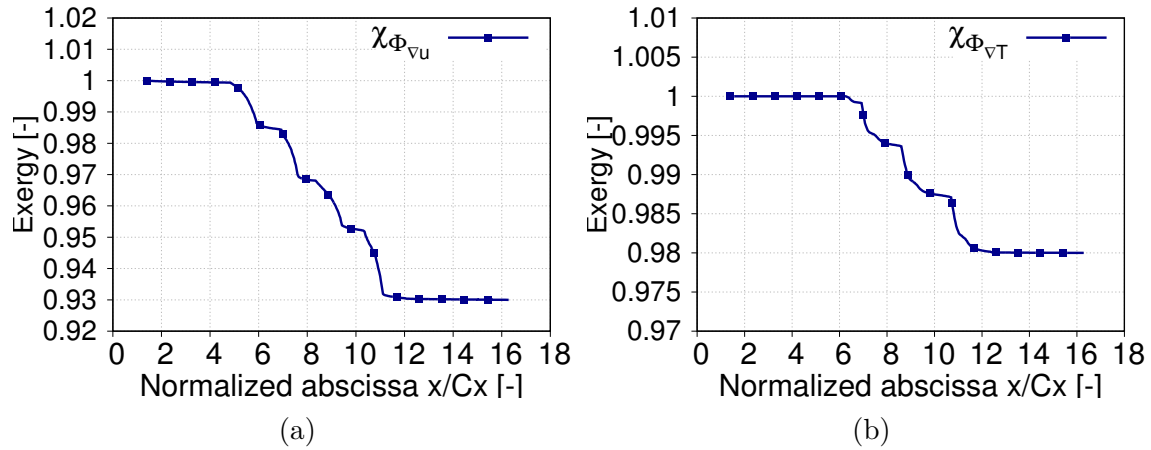 1.02
1.01
1
0.99
0.98
0.97
0.96
0.95
0.94
0.93
0.92
Exergy [-]
χΦ∇u
0 2 4 6 8 10 12 14 16 18
Normalized abscissa x/Cx [-]
(a)
1.01
1.005
1
0.995
0.99
0.985
0.98
0.975
0.97
Exergy [-]
χΦ∇T
0 2 4 6 8 10 12 14 16 18
Normalized abscissa x/Cx [-]
(b)